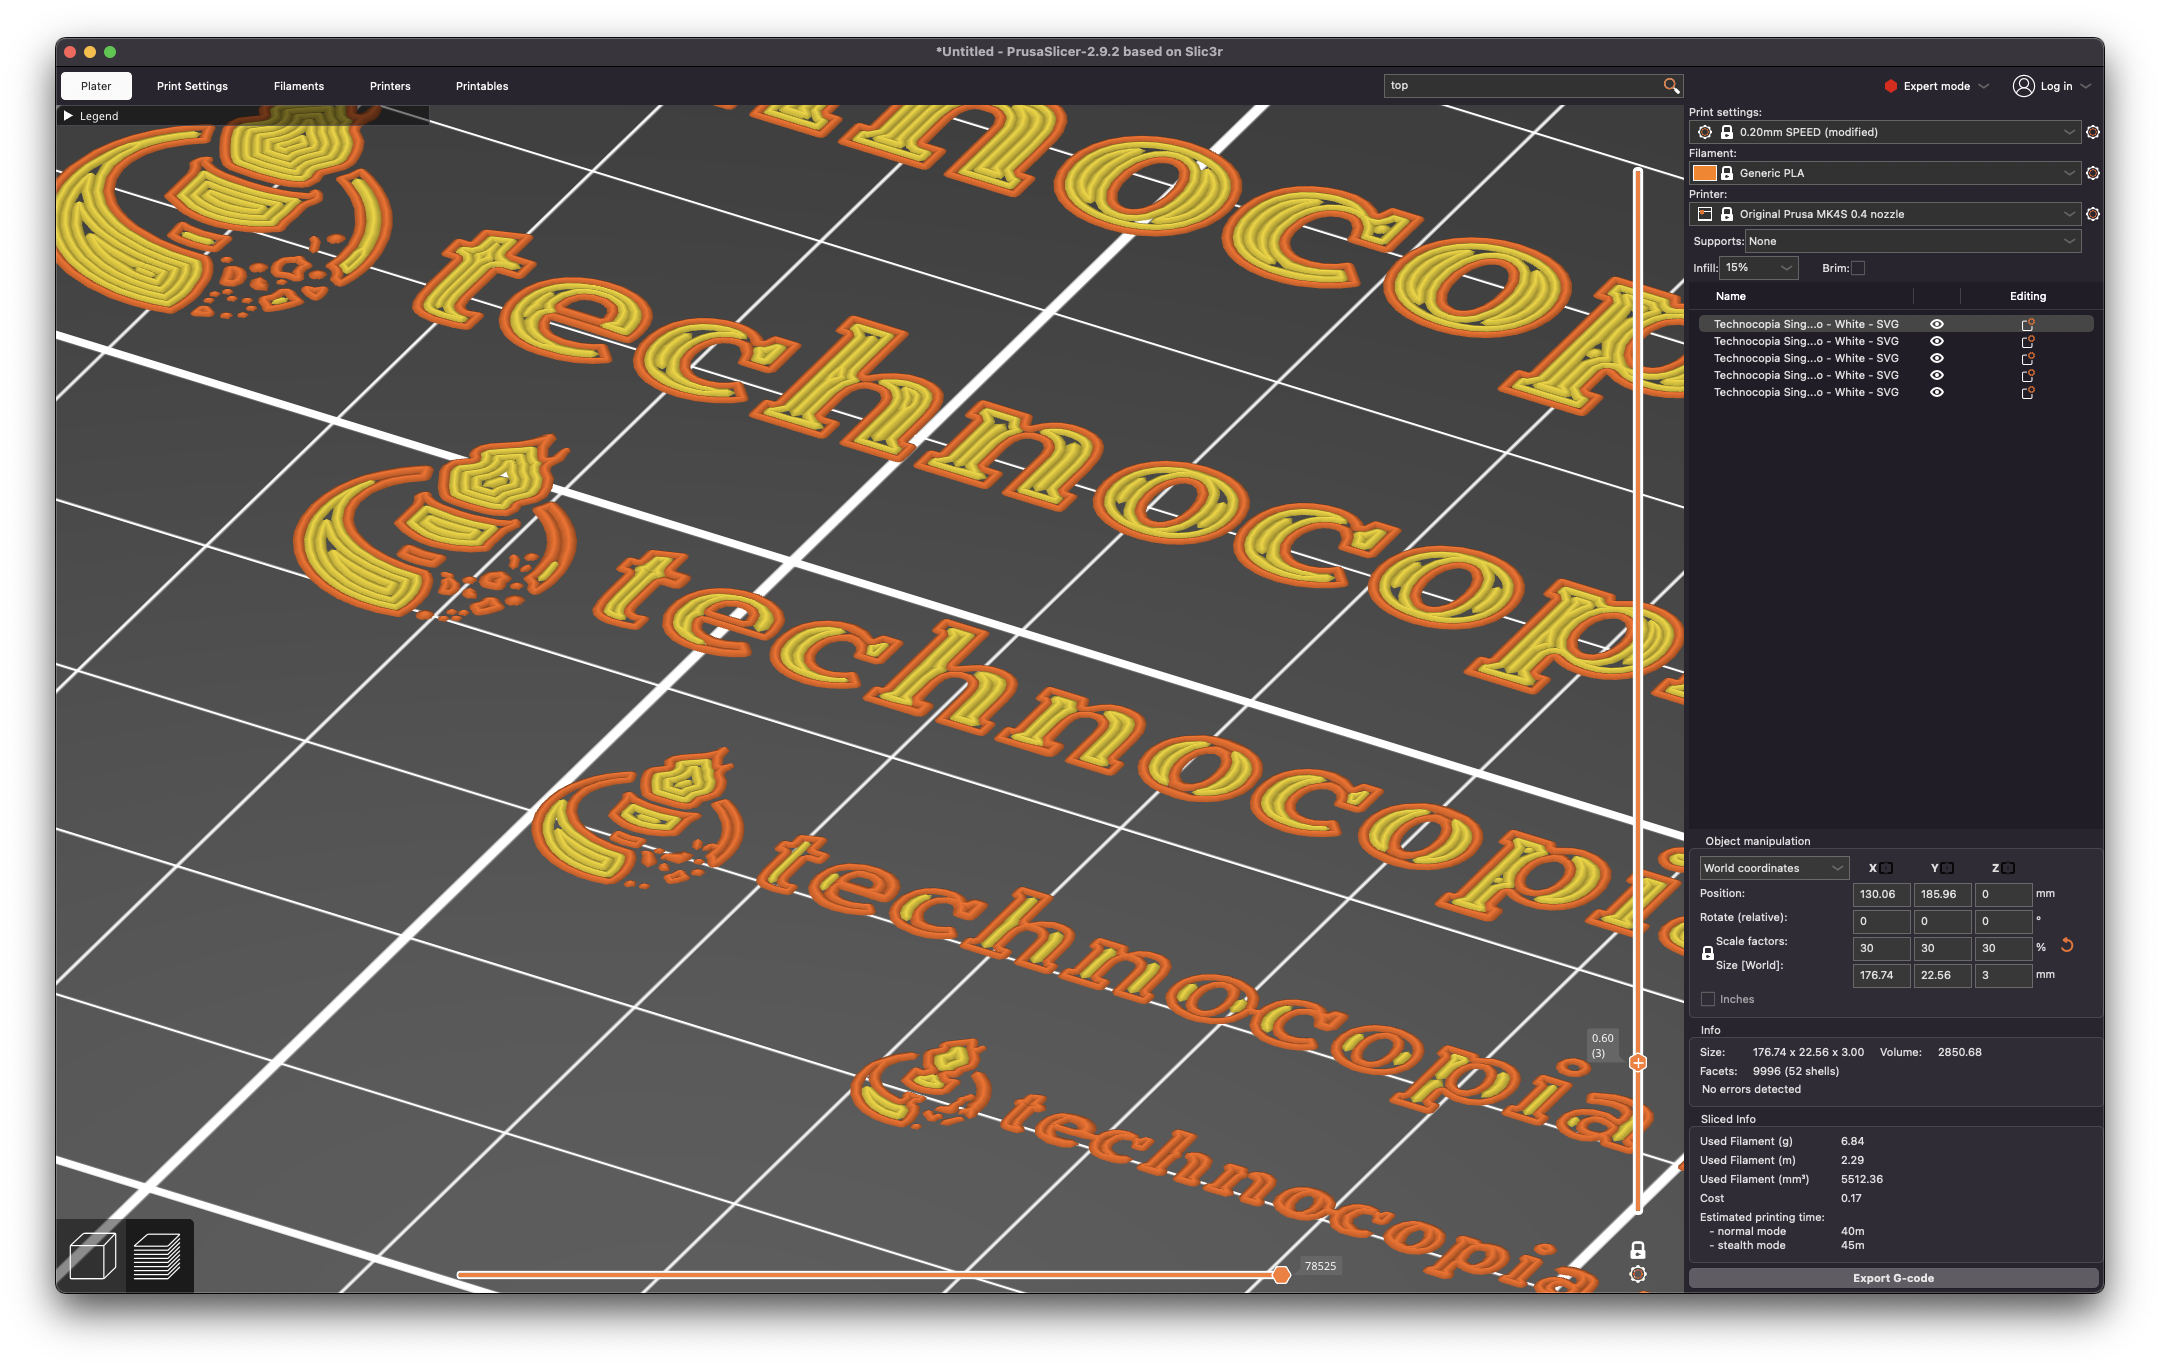 *Untitled - PrusaSlicer-2.9.2 based on Slic3r
Plater Print Settings Filaments Printers Printables top Expert mode Log in
Legend
Print settings:
0.20mm SPEED (modified)
Filament:
Generic PLA
Printer:
Original Prusa MK4S 0.4 nozzle
Supports: None
Infill: 15% Brim:
Name Editing
Technocopia Sing...o - White - SVG
Technocopia Sing...o - White - SVG
Technocopia Sing...o - White - SVG
Technocopia Sing...o - White - SVG
Technocopia Sing...o - White - SVG
nocop
technocop
technocopia
technocopia
technocopia
0.60
(3)
78525
Object manipulation
World coordinates X Y Z
Position: 130.06 185.96 0 mm
Rotate (relative): 0 0 0 °
Scale factors: 30 30 30 %
Size [World]: 176.74 22.56 3 mm
Inches
Info
Size: 176.74 x 22.56 x 3.00 Volume: 2850.68
Facets: 9996 (52 shells)
No errors detected
Sliced Info
Used Filament (g) 6.84
Used Filament (m) 2.29
Used Filament (mm³) 5512.36
Cost 0.17
Estimated printing time:
- normal mode 40m
- stealth mode 45m
Export G-code